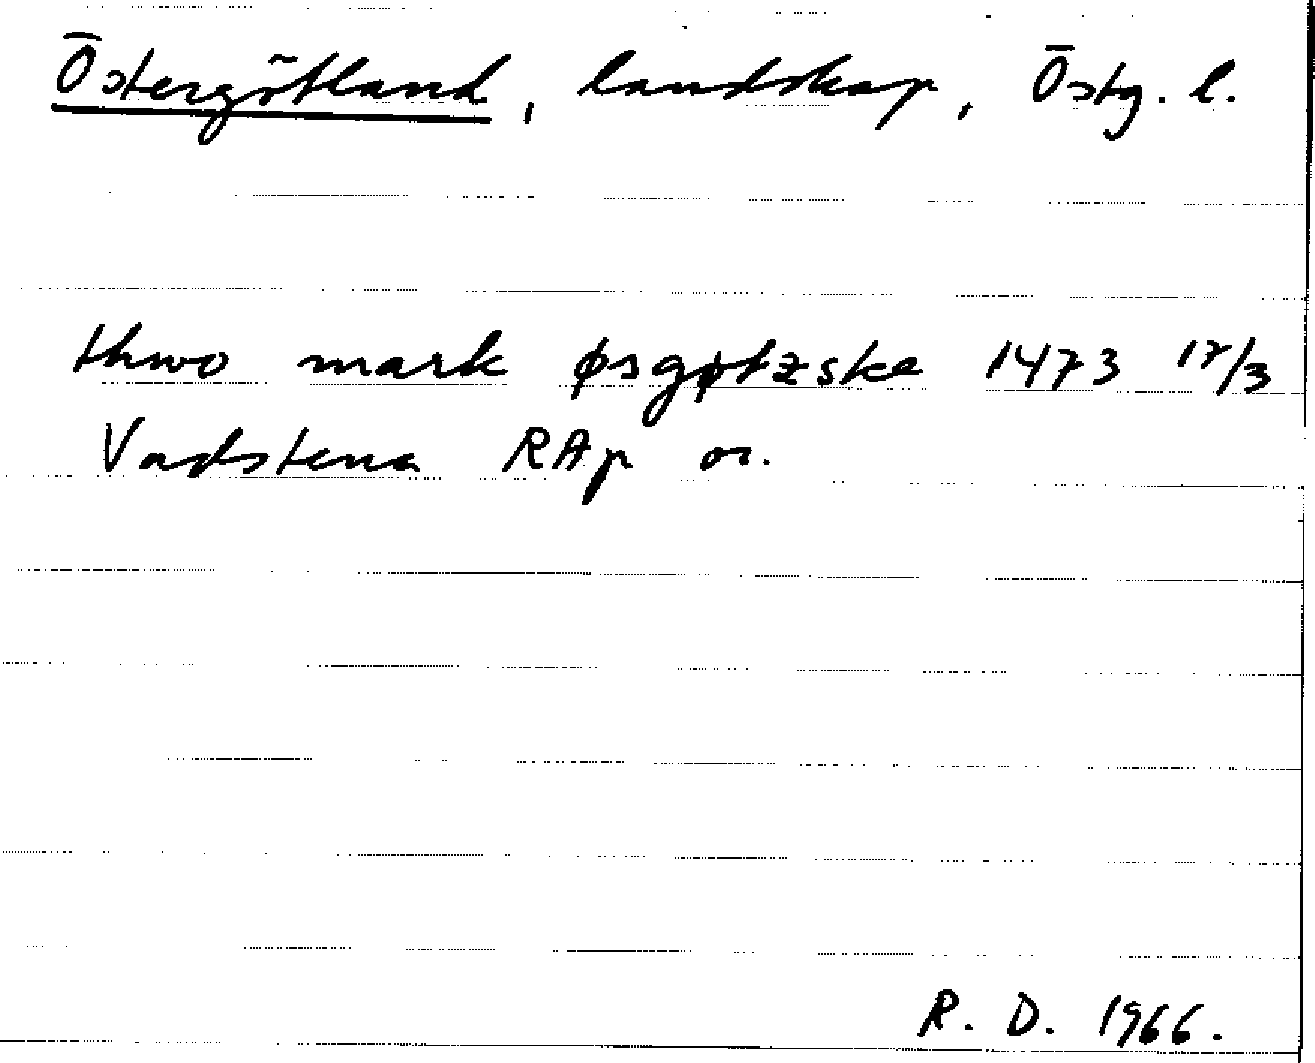 Östergötland, landskap, Östg. l.
thwo mark øsgøtzske 1473 17/3
Vadstena RAp or.
R. D. 1966.